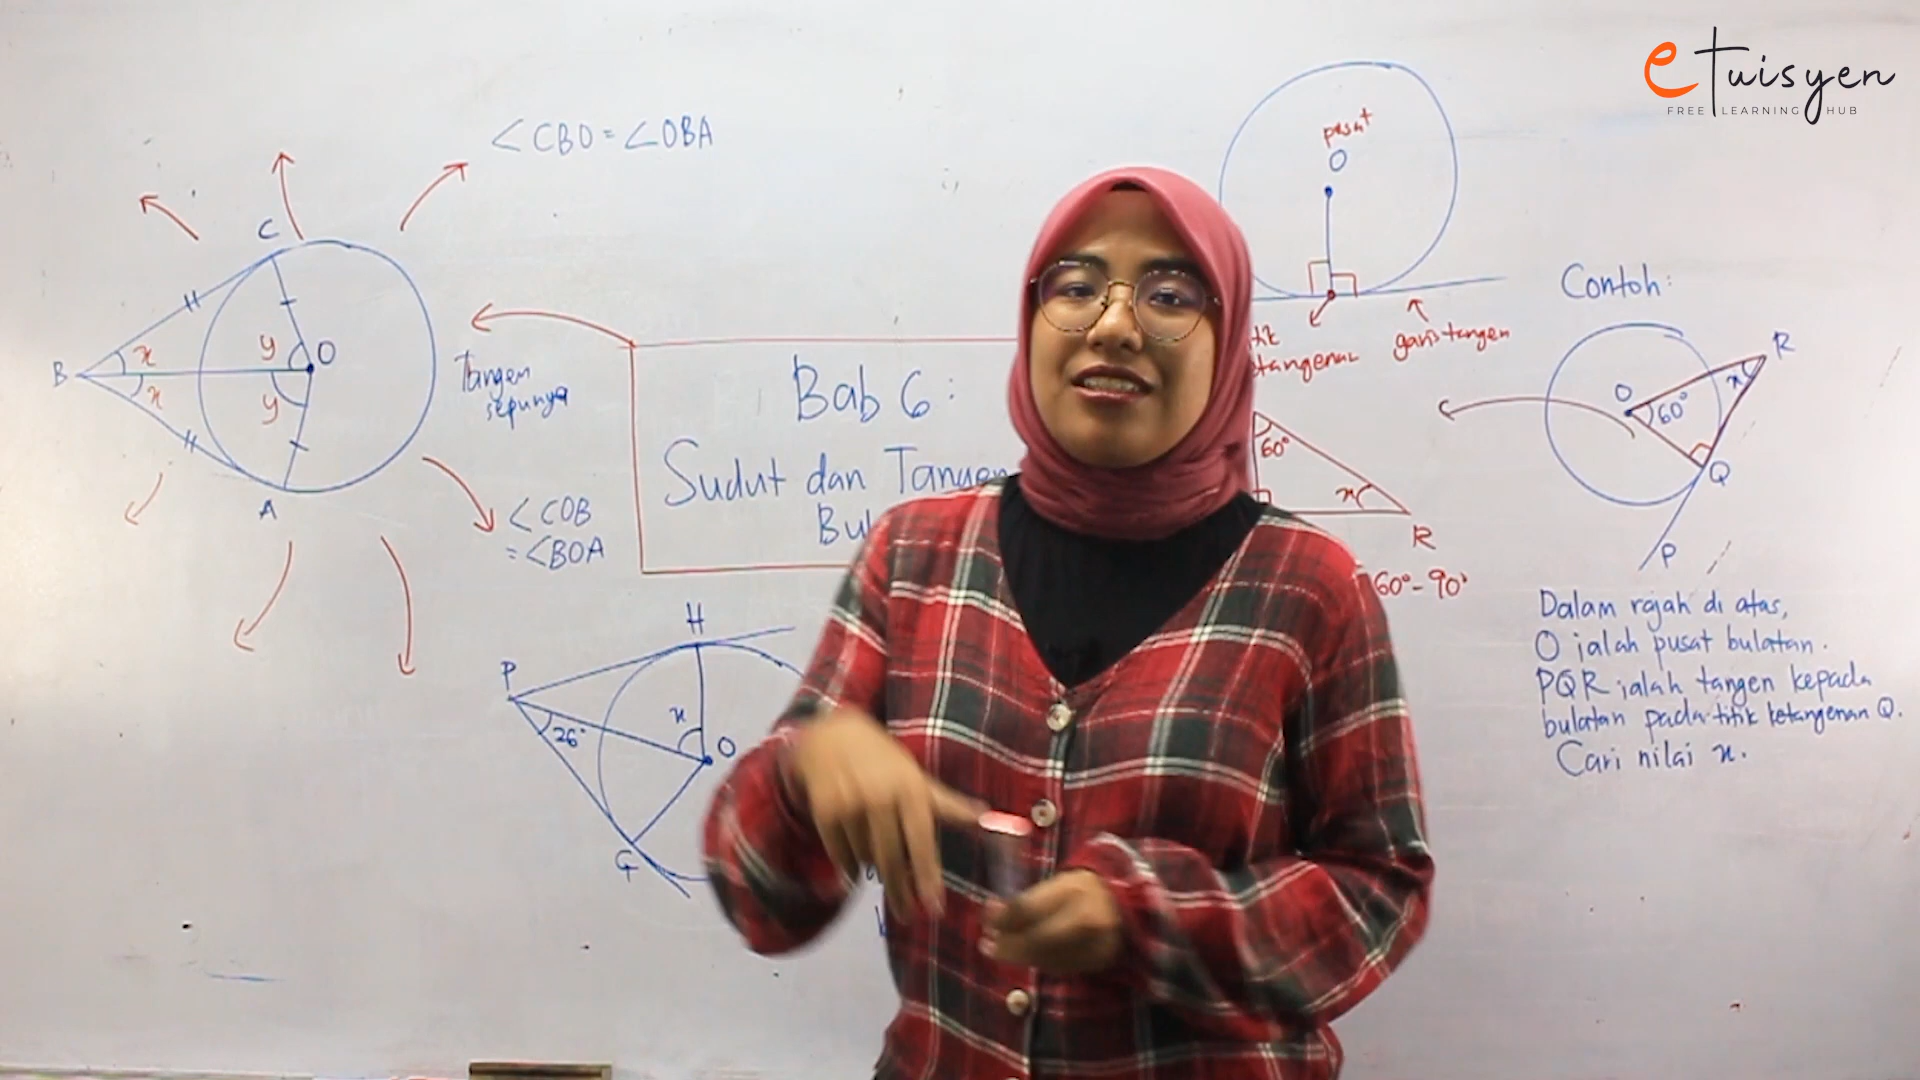 eTuisyen
FREE LEARNING HUB
∠CBO = ∠OBA
C
B
x
x
y
y
O
A
Tangen
sepunya
∠COB
= ∠BOA
Bab 6:
Sudut dan Tangen
pusat
O
garis tangen
60°
x
R
60° - 90°
H
P
26°
x
O
G
Contoh:
R
x
O
60°
Q
P
Dalam rajah di atas,
O ialah pusat bulatan.
PQR ialah tangen kepada
bulatan pada titik ketangenan Q.
Cari nilai x.